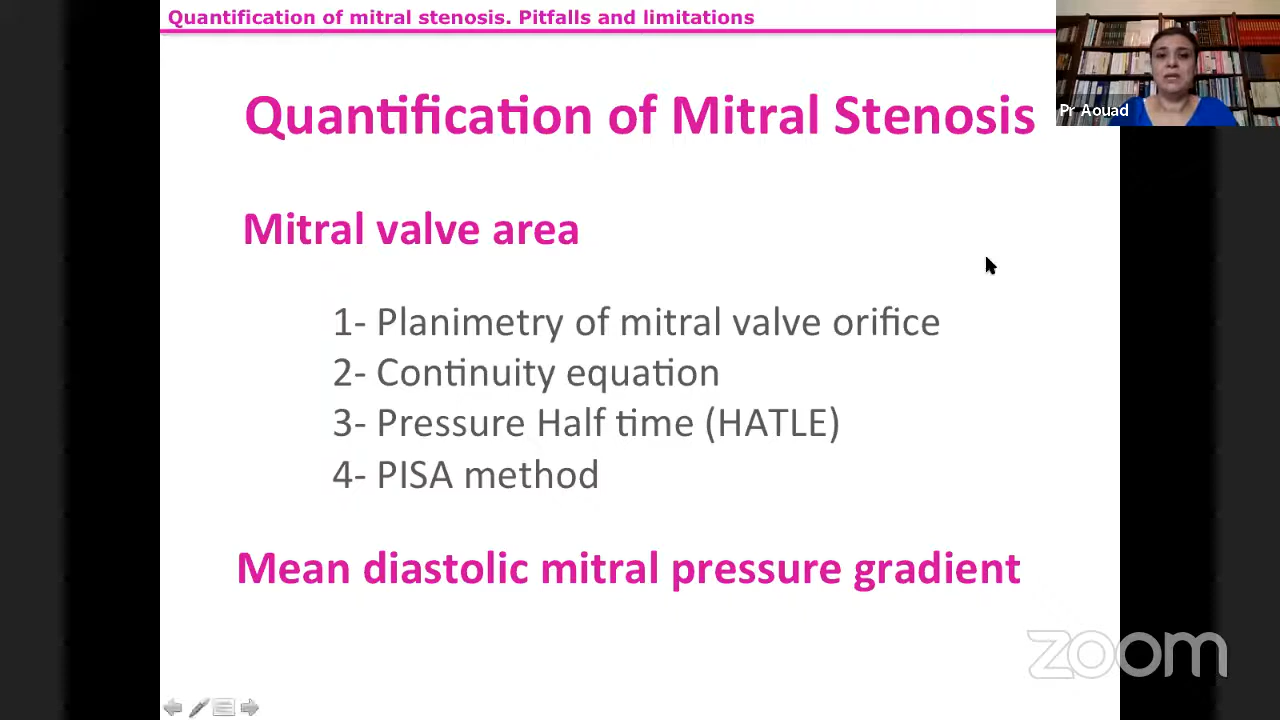 Quantification of mitral stenosis. Pitfalls and limitations
Pr Aouad
Quantification of Mitral Stenosis
Mitral valve area
1- Planimetry of mitral valve orifice
2- Continuity equation
3- Pressure Half time (HATLE)
4- PISA method
Mean diastolic mitral pressure gradient
zoom